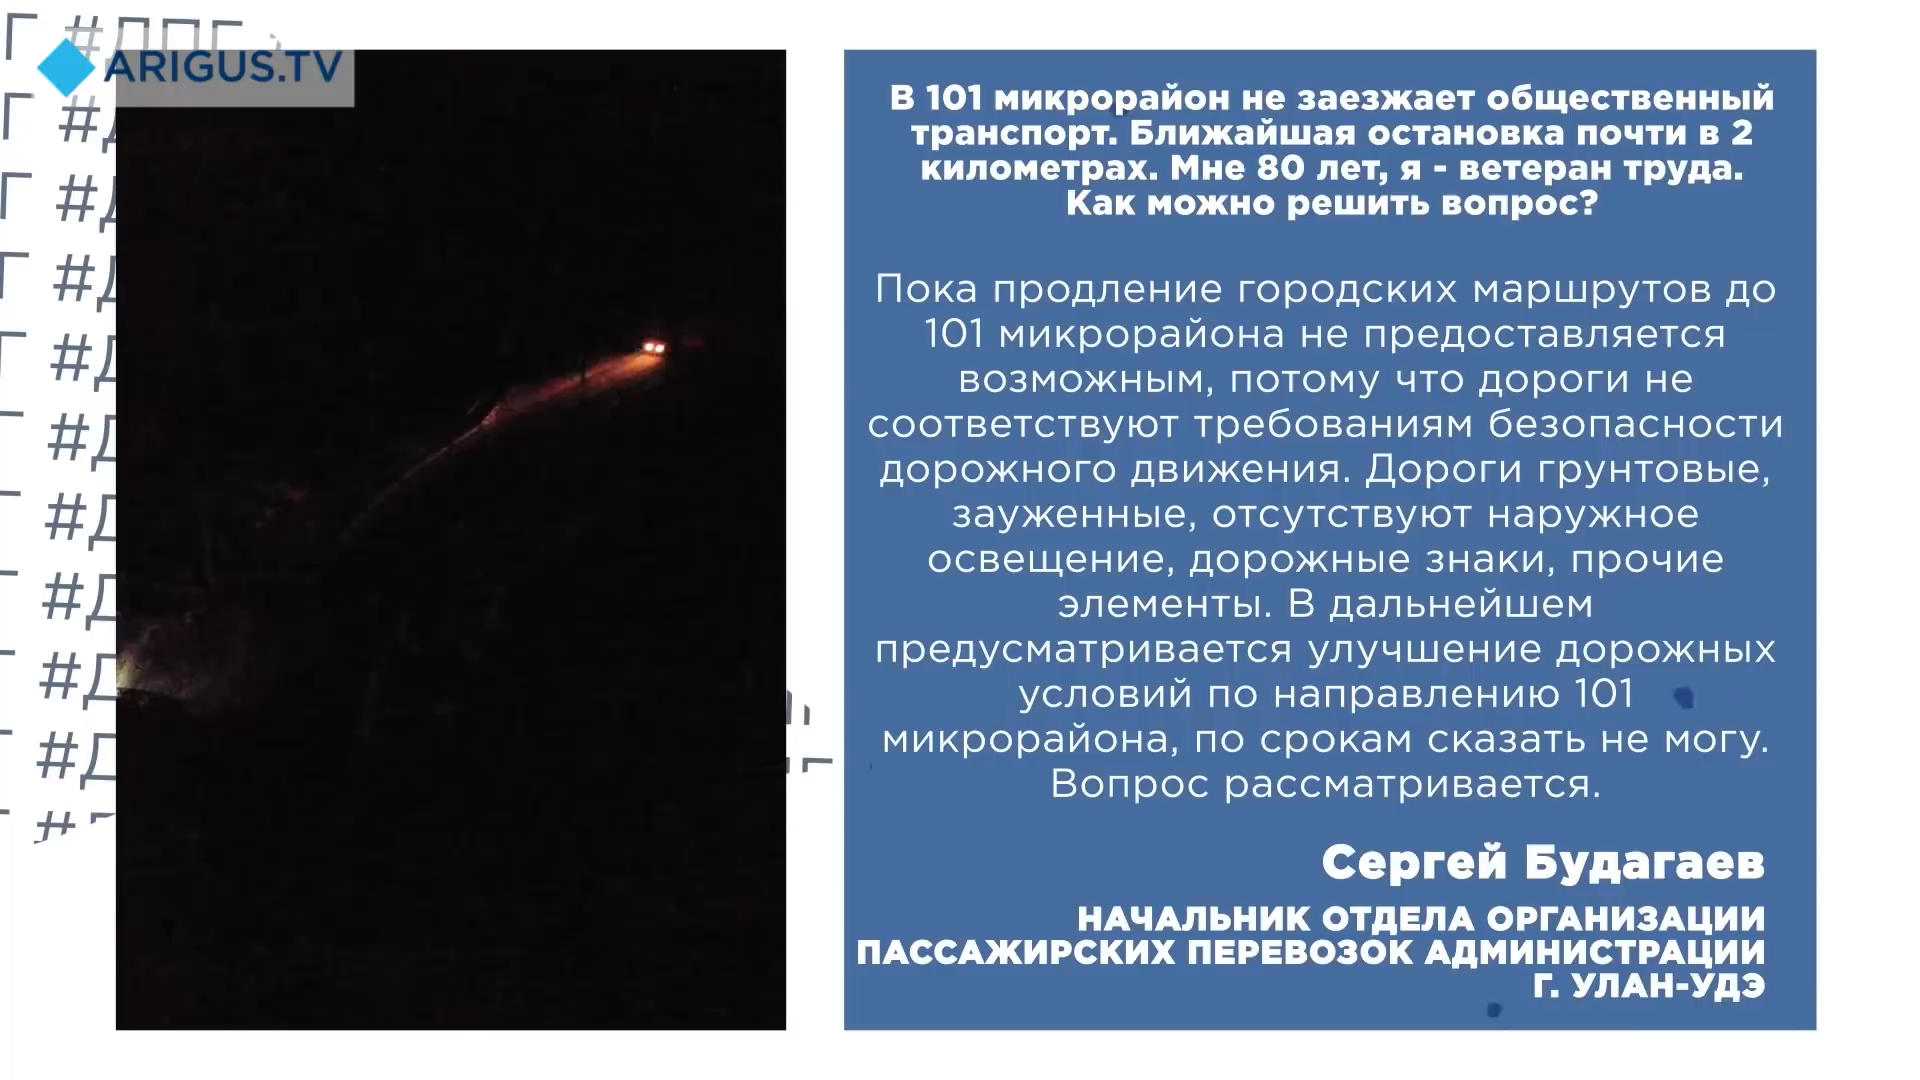 Г #ДПГ
ARIGUS.TV
Г #Д
Г #Д
Г #Д
Г #Д
Г #Д
Г #Д
Г #Д
Г #Д
Г #Д
В 101 микрорайон не заезжает общественный
транспорт. Ближайшая остановка почти в 2
километрах. Мне 80 лет, я - ветеран труда.
Как можно решить вопрос?
Пока продление городских маршрутов до
101 микрорайона не предоставляется
возможным, потому что дороги не
соответствуют требованиям безопасности
дорожного движения. Дороги грунтовые,
зауженные, отсутствуют наружное
освещение, дорожные знаки, прочие
элементы. В дальнейшем
предусматривается улучшение дорожных
условий по направлению 101
микрорайона, по срокам сказать не могу.
Вопрос рассматривается.
Сергей Будагаев
НАЧАЛЬНИК ОТДЕЛА ОРГАНИЗАЦИИ
ПАССАЖИРСКИХ ПЕРЕВОЗОК АДМИНИСТРАЦИИ
Г. УЛАН-УДЭ